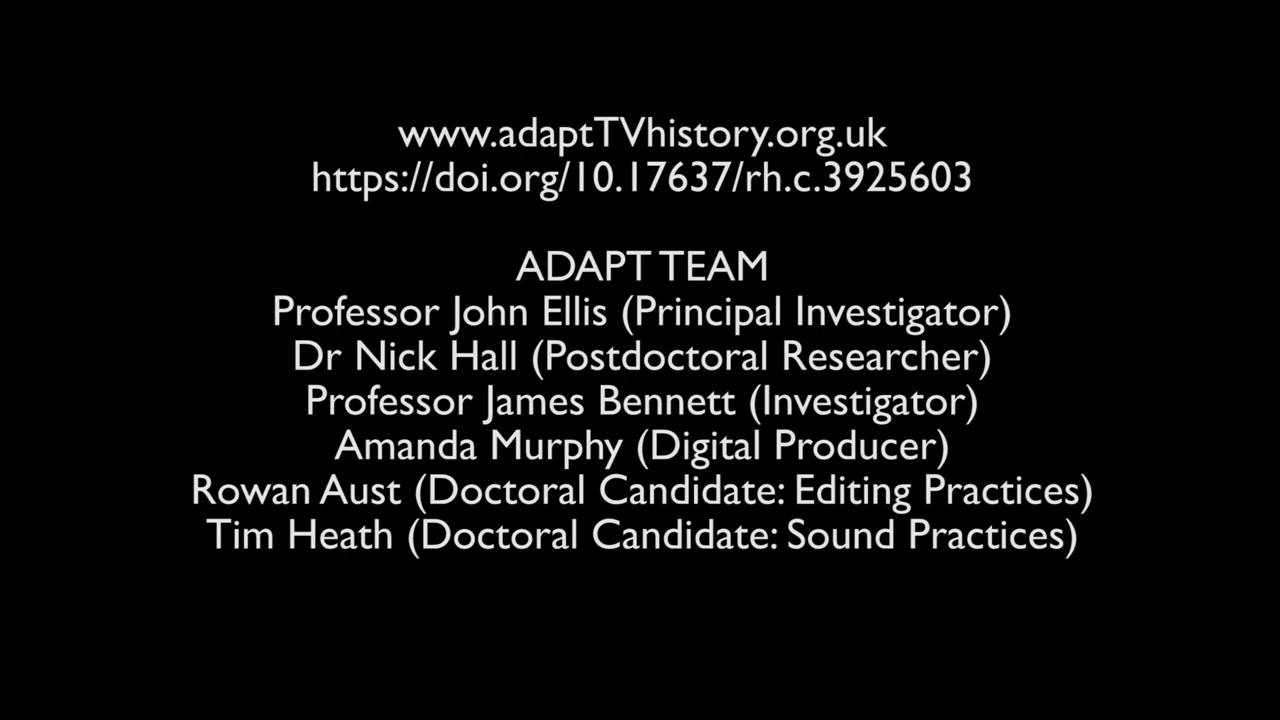 www.adaptTVhistory.org.uk
https://doi.org/10.17637/rh.c.3925603
ADAPT TEAM
Professor John Ellis (Principal Investigator)
Dr Nick Hall (Postdoctoral Researcher)
Professor James Bennett (Investigator)
Amanda Murphy (Digital Producer)
Rowan Aust (Doctoral Candidate: Editing Practices)
Tim Heath (Doctoral Candidate: Sound Practices)